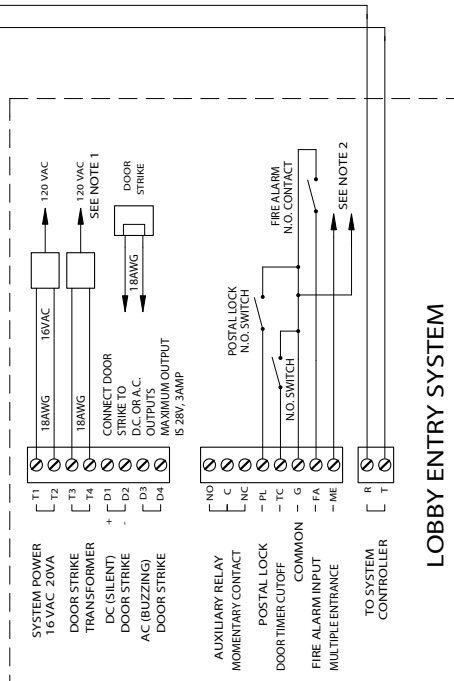 120 VAC
120 VAC
SEE NOTE 1
DOOR
STRIKE
16VAC
18AWG
18AWG
18AWG
CONNECT DOOR
STRIKE TO
D.C. OR A.C.
OUTPUTS
MAXIMUM OUTPUT
IS 28V, 3AMP
T1
T2
T3
T4
+ D1
- D2
D3
D4
SYSTEM POWER
16 VAC 20VA
DOOR STRIKE
TRANSFORMER
DC (SILENT)
DOOR STRIKE
AC (BUZZING)
DOOR STRIKE
FIRE ALARM
N.O. CONTACT
SEE NOTE 2
POSTAL LOCK
N.O. SWITCH
N.O. SWITCH
NO
C
NC
PL
TC
G
FA
ME
AUXILIARY RELAY
MOMENTARY CONTACT
POSTAL LOCK
DOOR TIMER CUTOFF
COMMON
FIRE ALARM INPUT
MULTIPLE ENTRANCE
R
T
TO SYSTEM
CONTROLLER
LOBBY ENTRY SYSTEM